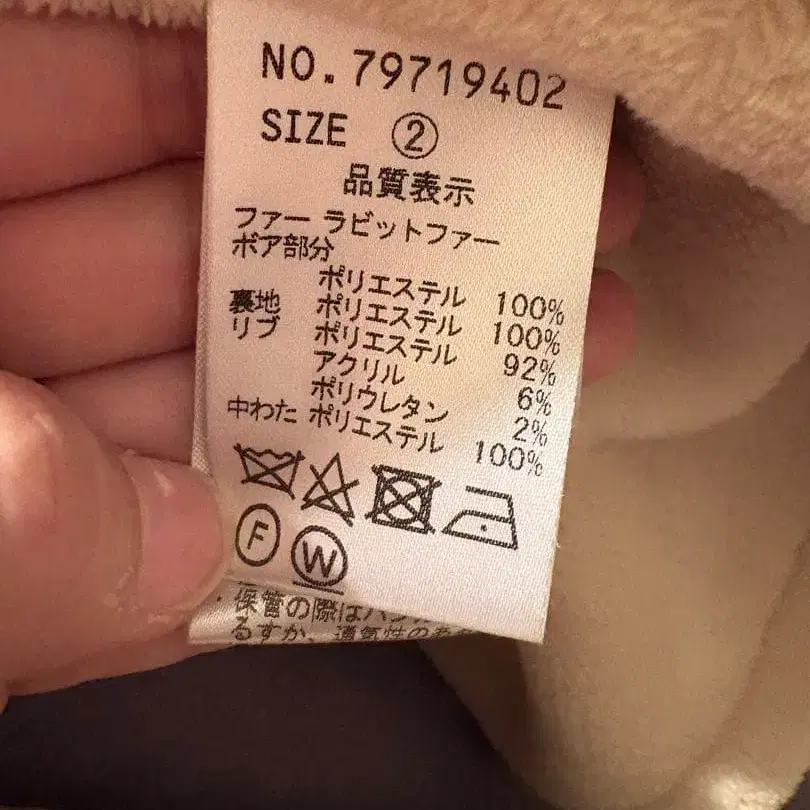 NO. 79719402
SIZE ②
品質表示
ファー ラビットファー
ボア部分
ポリエステル 100%
裏地 ポリエステル 100%
リブ ポリエステル 92%
アクリル 6%
ポリウレタン 2%
中わた ポリエステル 100%
F W
保管の際はハン
るすか、通気性のあ